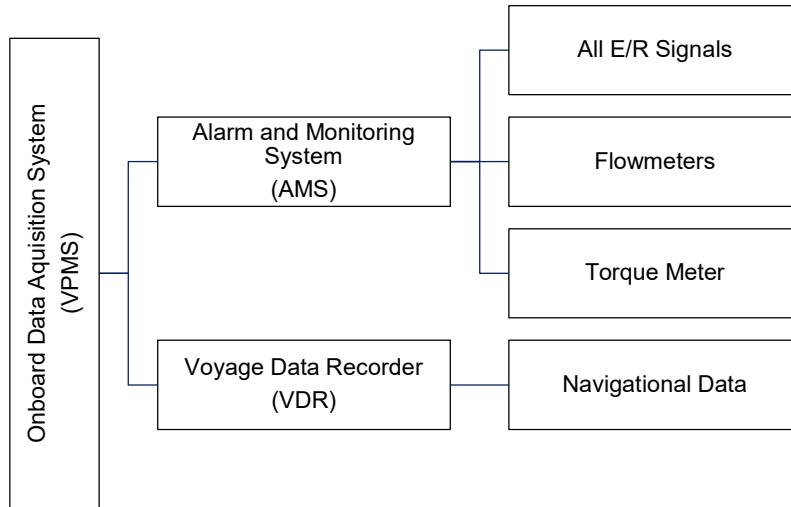 Onboard Data Aquisition System
(VPMS)
Alarm and Monitoring
System
(AMS)
All E/R Signals
Flowmeters
Torque Meter
Voyage Data Recorder
(VDR)
Navigational Data